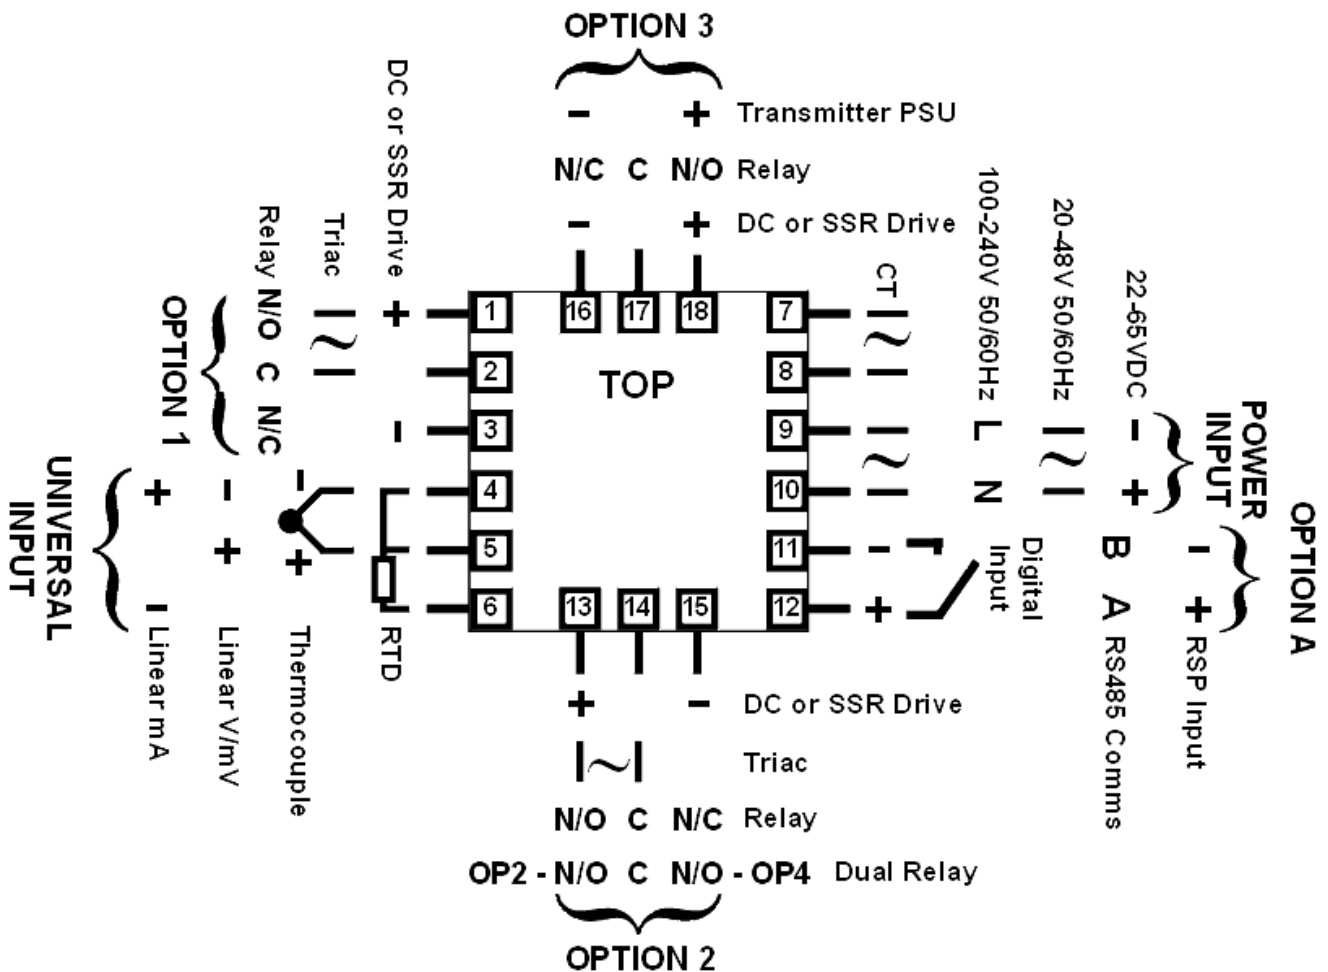 OPTION 3
- + Transmitter PSU
N/C C N/O Relay
- + DC or SSR Drive
DC or SSR Drive
+
-
Triac
~
Relay N/O C N/C
OPTION 1
UNIVERSAL
INPUT
+ - Linear mA
- + Linear V/mV
- + Thermocouple
RTD
1
2
3
4
5
6
16 17 18
TOP
13 14 15
7
8
9
10
11
12
CT
~
~
- +
100-240V 50/60Hz L N
20-48V 50/60Hz
~
22-65VDC - +
POWER
INPUT
Digital
Input
B A RS485 Comms
- + RSP Input
OPTION A
+ - DC or SSR Drive
~ Triac
N/O C N/C Relay
OP2 - N/O C N/O - OP4 Dual Relay
OPTION 2